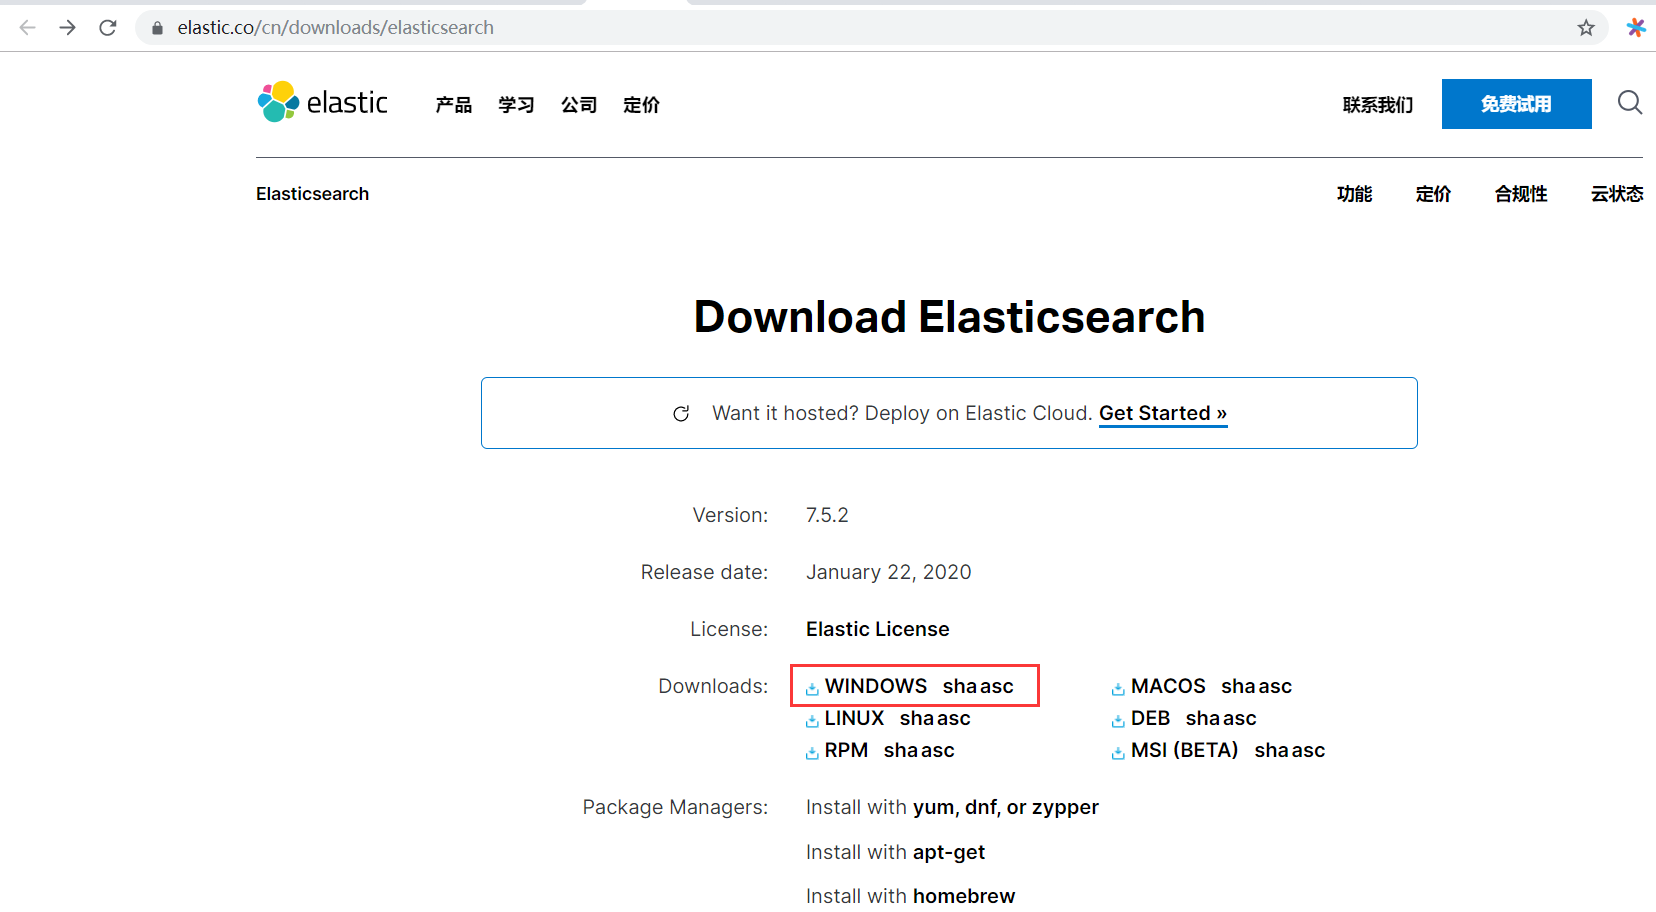 elastic.co/cn/downloads/elasticsearch
elastic 产品 学习 公司 定价 联系我们 免费试用
Elasticsearch 功能 定价 合规性 云状态
Download Elasticsearch
Want it hosted? Deploy on Elastic Cloud. Get Started »
Version: 7.5.2
Release date: January 22, 2020
License: Elastic License
Downloads: WINDOWS sha asc MACOS sha asc
LINUX sha asc DEB sha asc
RPM sha asc MSI (BETA) sha asc
Package Managers: Install with yum, dnf, or zypper
Install with apt-get
Install with homebrew